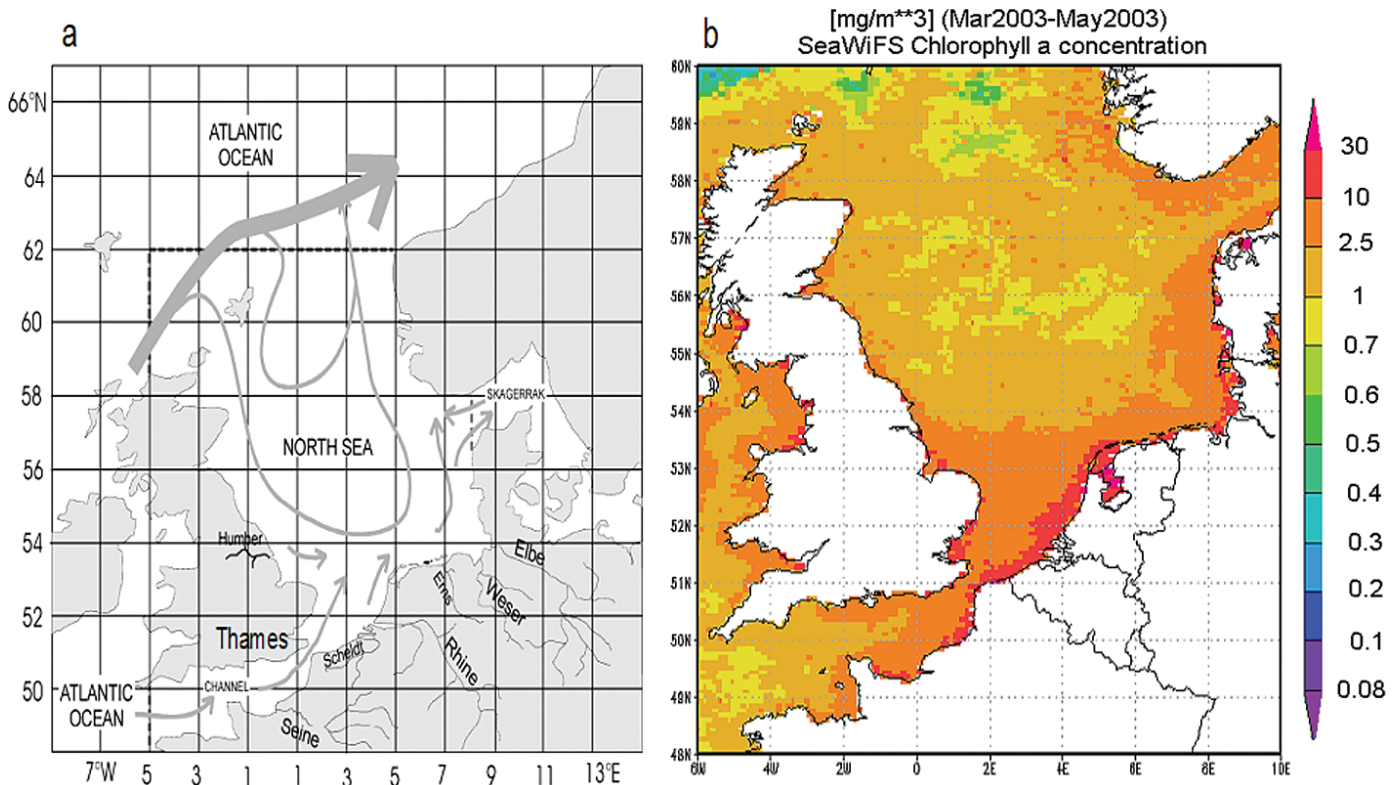 a
66°N
64
62
60
58
56
54
52
50
7°W 5 3 1 1 3 5 7 9 11 13°E
ATLANTIC
OCEAN
SKAGERRAK
NORTH SEA
Humber
Elbe
Ems
Weser
Thames
Scheldt
Rhine
CHANNEL
ATLANTIC
OCEAN
Seine
b
[mg/m**3] (Mar2003-May2003)
SeaWiFS Chlorophyll a concentration
60N
59N
58N
57N
56N
55N
54N
53N
52N
51N
50N
49N
48N
6W 4W 2W 0 2E 4E 6E 8E 10E
30
10
2.5
1
0.7
0.6
0.5
0.4
0.3
0.2
0.1
0.08